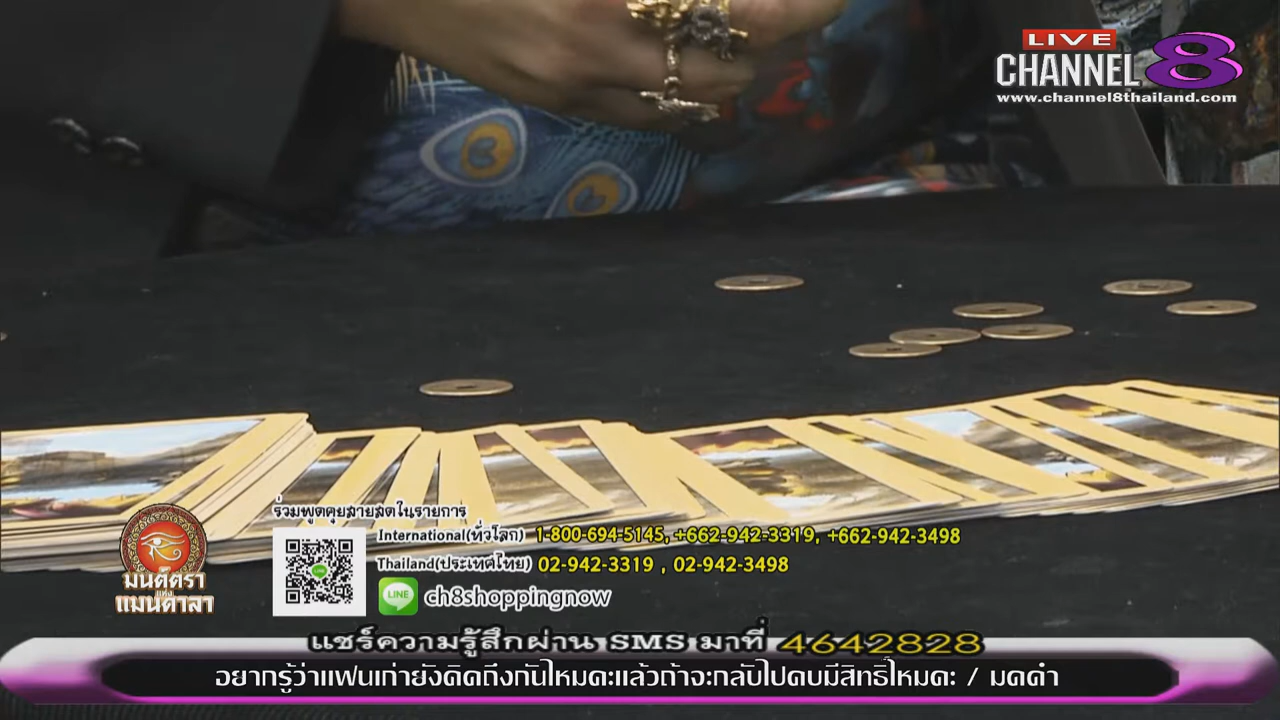 LIVE
CHANNEL 8
www.channel8thailand.com
ร่วมพูดคุยสายสดในรายการ
International(ทั่วโลก) 1-800-694-5145, +662-942-3319, +662-942-3498
Thailand(ประเทศไทย) 02-942-3319 , 02-942-3498
LINE ch8shoppingnow
มนต์ตรา
แห่ง
แมนดาลา
แชร์ความรู้สึกผ่าน SMS มาที่ 4642828
อยากรู้ว่าแฟนเก่ายังคิดถึงกันไหมคะแล้วถ้าจะกลับไปคบมีสิทธิ์ไหมคะ / มดดำ